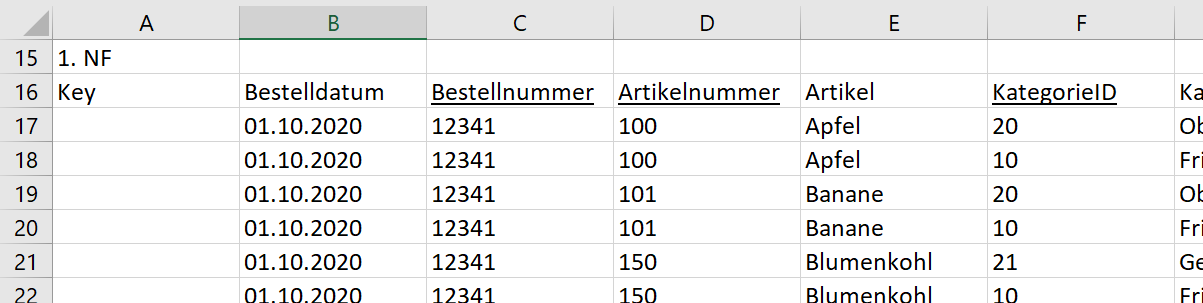 A B C D E F
15 1. NF
16 Key Bestelldatum Bestellnummer Artikelnummer Artikel KategorieID Ka
17 01.10.2020 12341 100 Apfel 20 Ob
18 01.10.2020 12341 100 Apfel 10 Fri
19 01.10.2020 12341 101 Banane 20 Ob
20 01.10.2020 12341 101 Banane 10 Fri
21 01.10.2020 12341 150 Blumenkohl 21 Ge
22 01.10.2020 12341 150 Blumenkohl 10 Fri